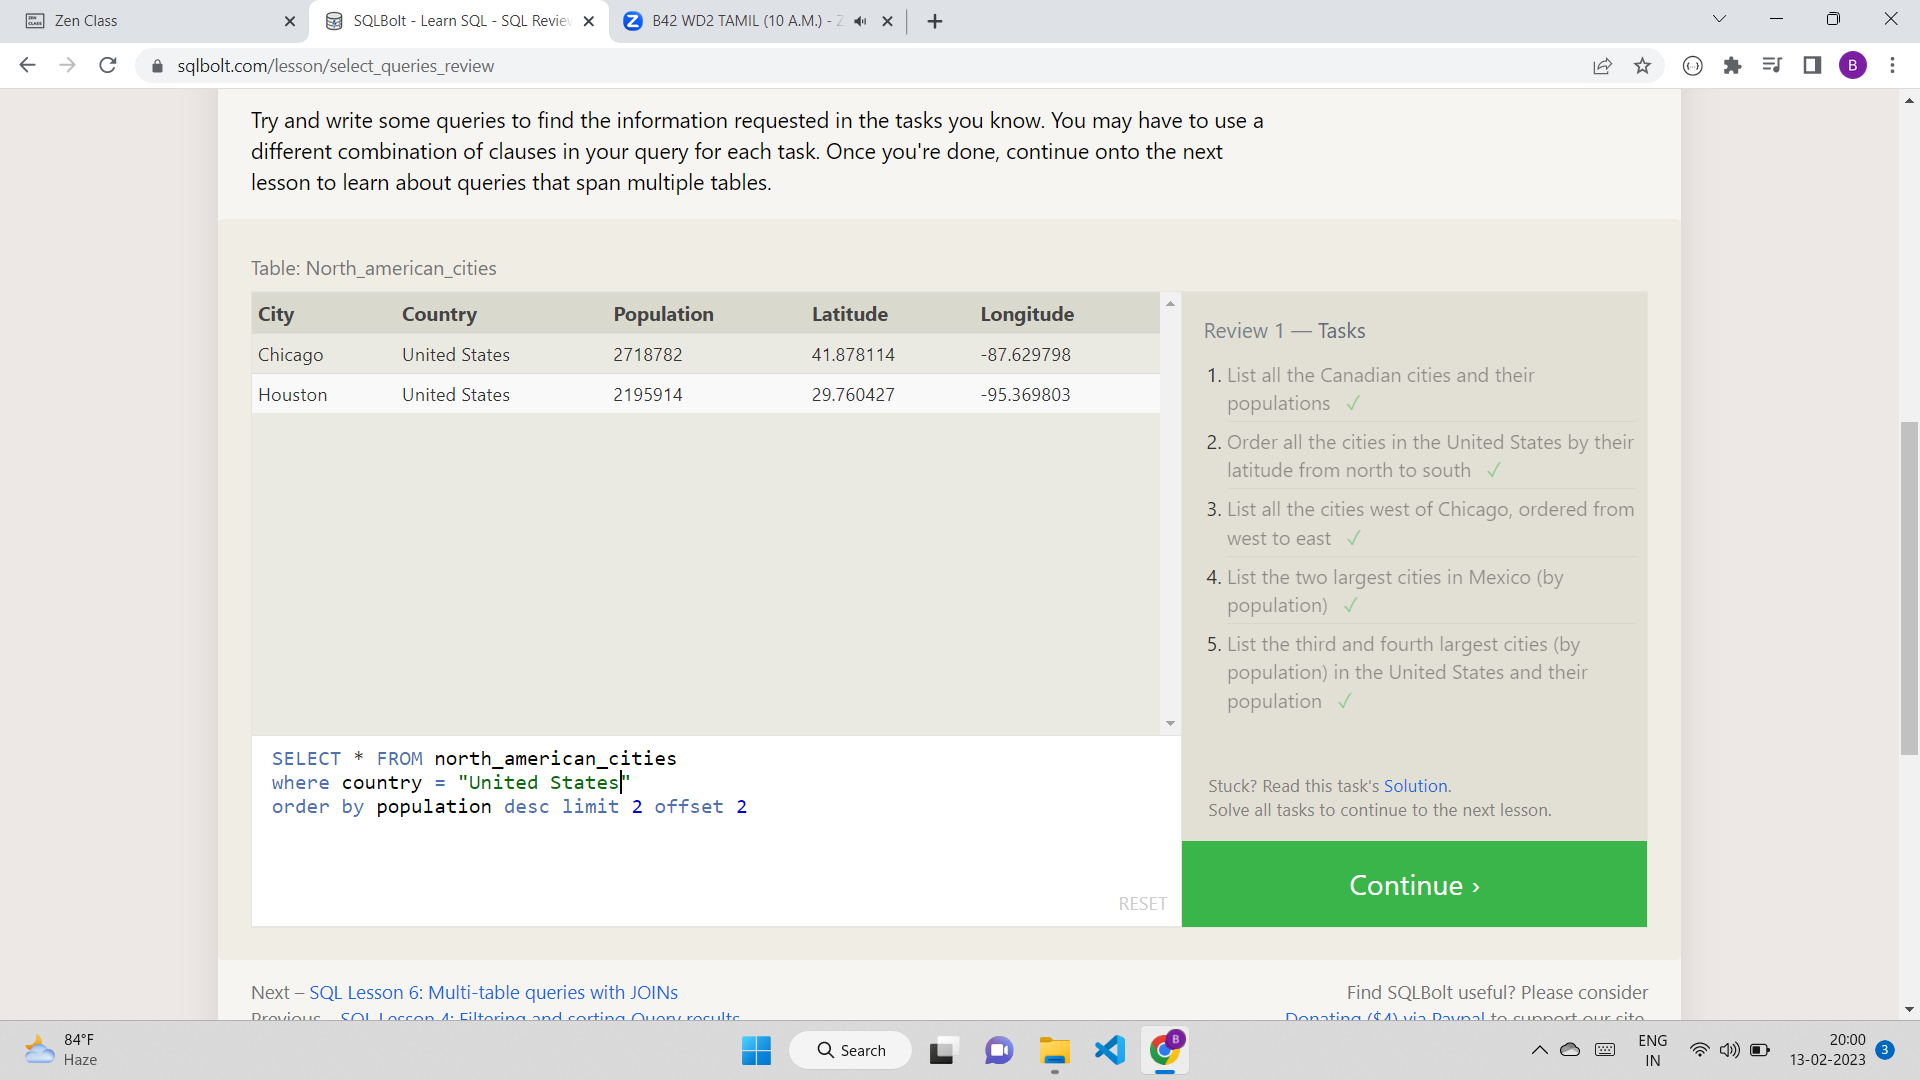 Zen Class
SQLBolt - Learn SQL - SQL Review
B42 WD2 TAMIL (10 A.M.) - Z
sqlbolt.com/lesson/select_queries_review
B
Try and write some queries to find the information requested in the tasks you know. You may have to use a
different combination of clauses in your query for each task. Once you're done, continue onto the next
lesson to learn about queries that span multiple tables.
Table: North_american_cities
City Country Population Latitude Longitude
Chicago United States 2718782 41.878114 -87.629798
Houston United States 2195914 29.760427 -95.369803
Review 1 — Tasks
1. List all the Canadian cities and their
populations ✓
2. Order all the cities in the United States by their
latitude from north to south ✓
3. List all the cities west of Chicago, ordered from
west to east ✓
4. List the two largest cities in Mexico (by
population) ✓
5. List the third and fourth largest cities (by
population) in the United States and their
population ✓
SELECT * FROM north_american_cities
where country = "United States"
order by population desc limit 2 offset 2
RESET
Stuck? Read this task's Solution.
Solve all tasks to continue to the next lesson.
Continue ›
Next – SQL Lesson 6: Multi-table queries with JOINs
Previous – SQL Lesson 4: Filtering and sorting Query results
Find SQLBolt useful? Please consider
Donating ($4) via Paypal to support our site.
84°F
Haze
Search
B
ENG
IN
20:00
13-02-2023
3